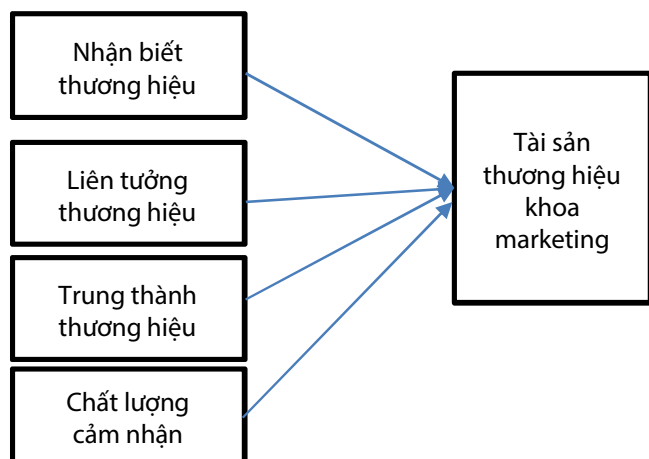 Nhận biết
thương hiệu
Liên tưởng
thương hiệu
Trung thành
thương hiệu
Chất lượng
cảm nhận
Tài sản
thương hiệu
khoa
marketing